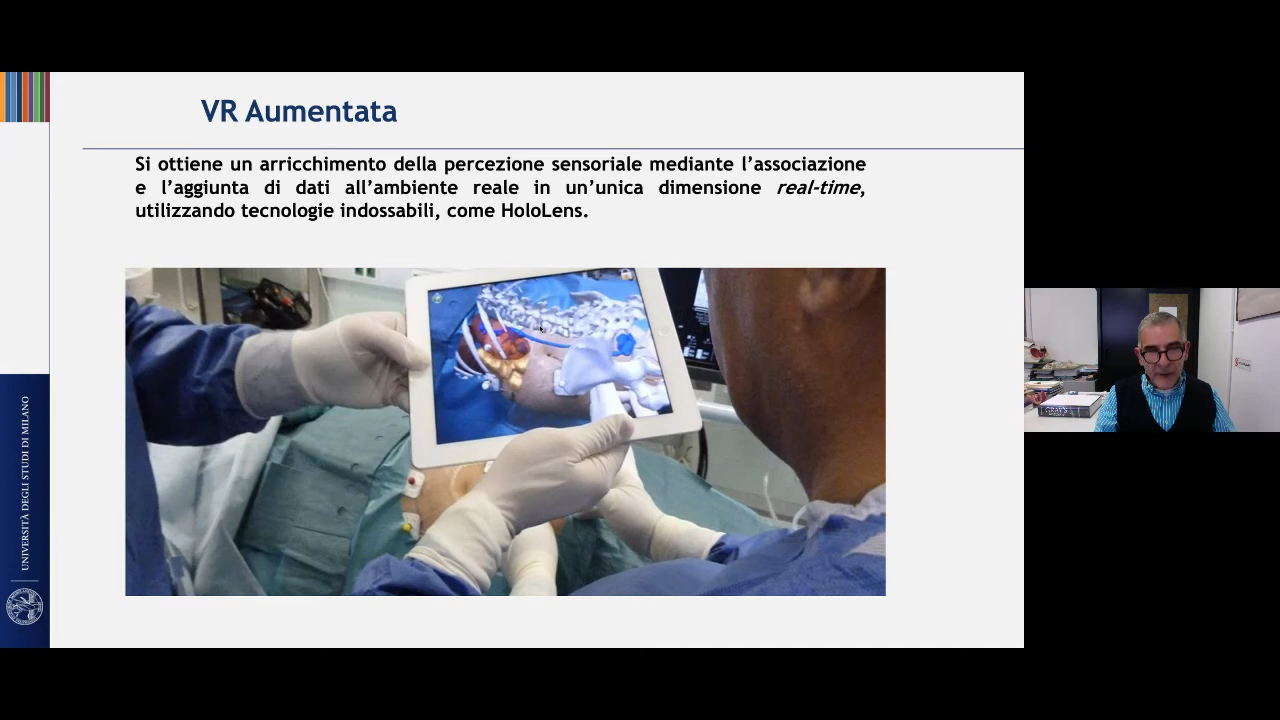 VR Aumentata
Si ottiene un arricchimento della percezione sensoriale mediante l’associazione
e l’aggiunta di dati all’ambiente reale in un’unica dimensione real-time,
utilizzando tecnologie indossabili, come HoloLens.
UNIVERSITÀ DEGLI STUDI DI MILANO